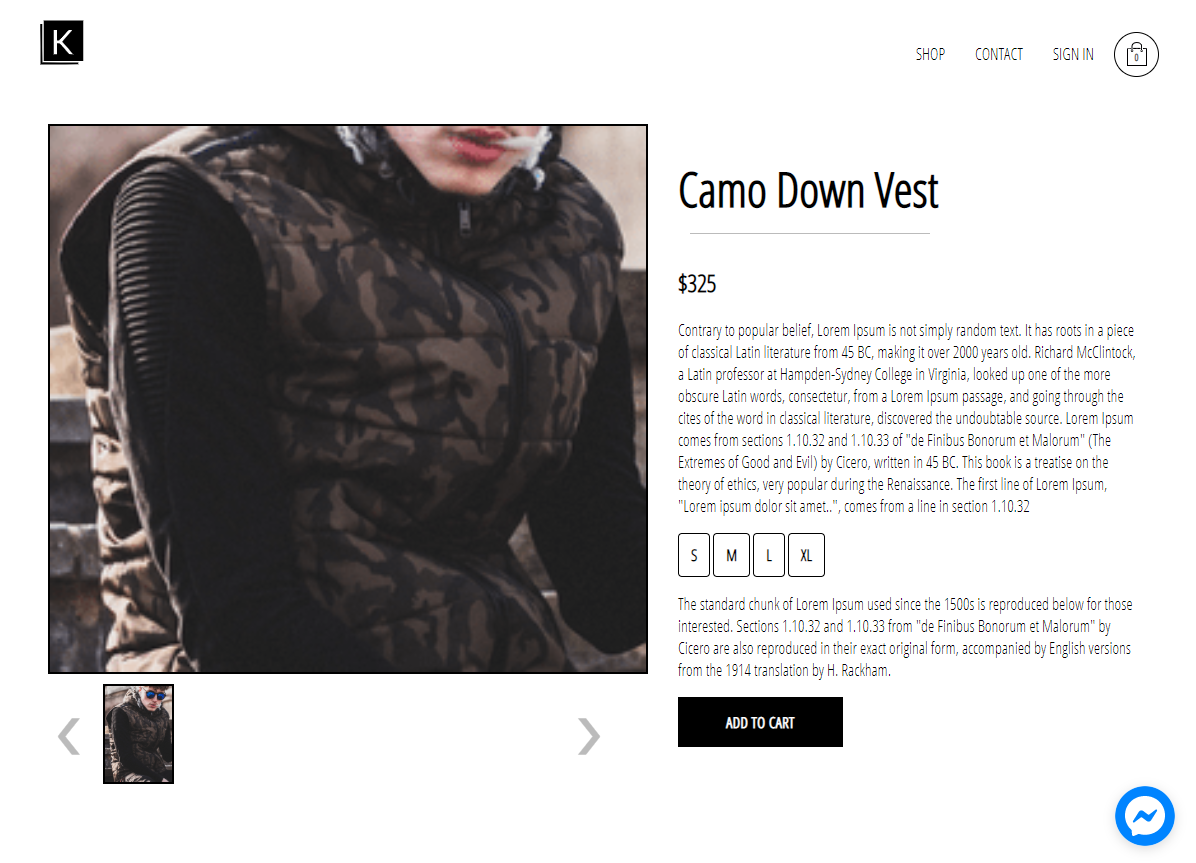 K
SHOP
CONTACT
SIGN IN
0
Camo Down Vest
$325
Contrary to popular belief, Lorem Ipsum is not simply random text. It has roots in a piece
of classical Latin literature from 45 BC, making it over 2000 years old. Richard McClintock,
a Latin professor at Hampden-Sydney College in Virginia, looked up one of the more
obscure Latin words, consectetur, from a Lorem Ipsum passage, and going through the
cites of the word in classical literature, discovered the undoubtable source. Lorem Ipsum
comes from sections 1.10.32 and 1.10.33 of "de Finibus Bonorum et Malorum" (The
Extremes of Good and Evil) by Cicero, written in 45 BC. This book is a treatise on the
theory of ethics, very popular during the Renaissance. The first line of Lorem Ipsum,
"Lorem ipsum dolor sit amet..", comes from a line in section 1.10.32
S M L XL
The standard chunk of Lorem Ipsum used since the 1500s is reproduced below for those
interested. Sections 1.10.32 and 1.10.33 from "de Finibus Bonorum et Malorum" by
Cicero are also reproduced in their exact original form, accompanied by English versions
from the 1914 translation by H. Rackham.
ADD TO CART